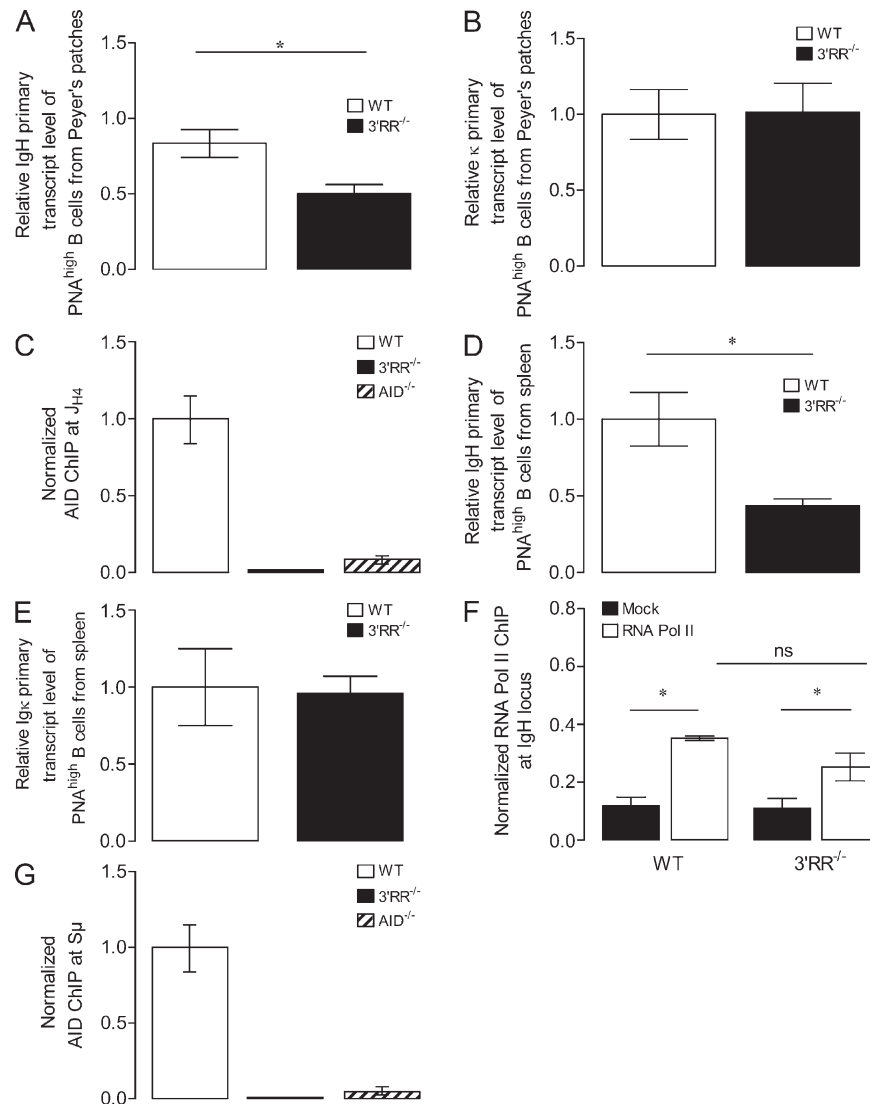 A
Relative IgH primary
transcript level of
PNAhigh B cells from Peyer's patches
1.5
1.0
0.5
0.0
*
WT
3'RR-/-
B
Relative κ primary
transcript level of
PNAhigh B cells from Peyer's patches
1.5
1.0
0.5
0.0
WT
3'RR-/-
C
Normalized
AID ChIP at JH4
1.5
1.0
0.5
0.0
WT
3'RR-/-
AID-/-
D
Relative IgH primary
transcript level of
PNAhigh B cells from spleen
1.5
1.0
0.5
0.0
*
WT
3'RR-/-
E
Relative Igκ primary
transcript level of
PNAhigh B cells from spleen
1.5
1.0
0.5
0.0
WT
3'RR-/-
F
Normalized RNA Pol II ChIP
at IgH locus
0.8
0.6
0.4
0.2
0.0
Mock
RNA Pol II
ns
*
*
WT
3'RR-/-
G
Normalized
AID ChIP at Sμ
1.5
1.0
0.5
0.0
WT
3'RR-/-
AID-/-